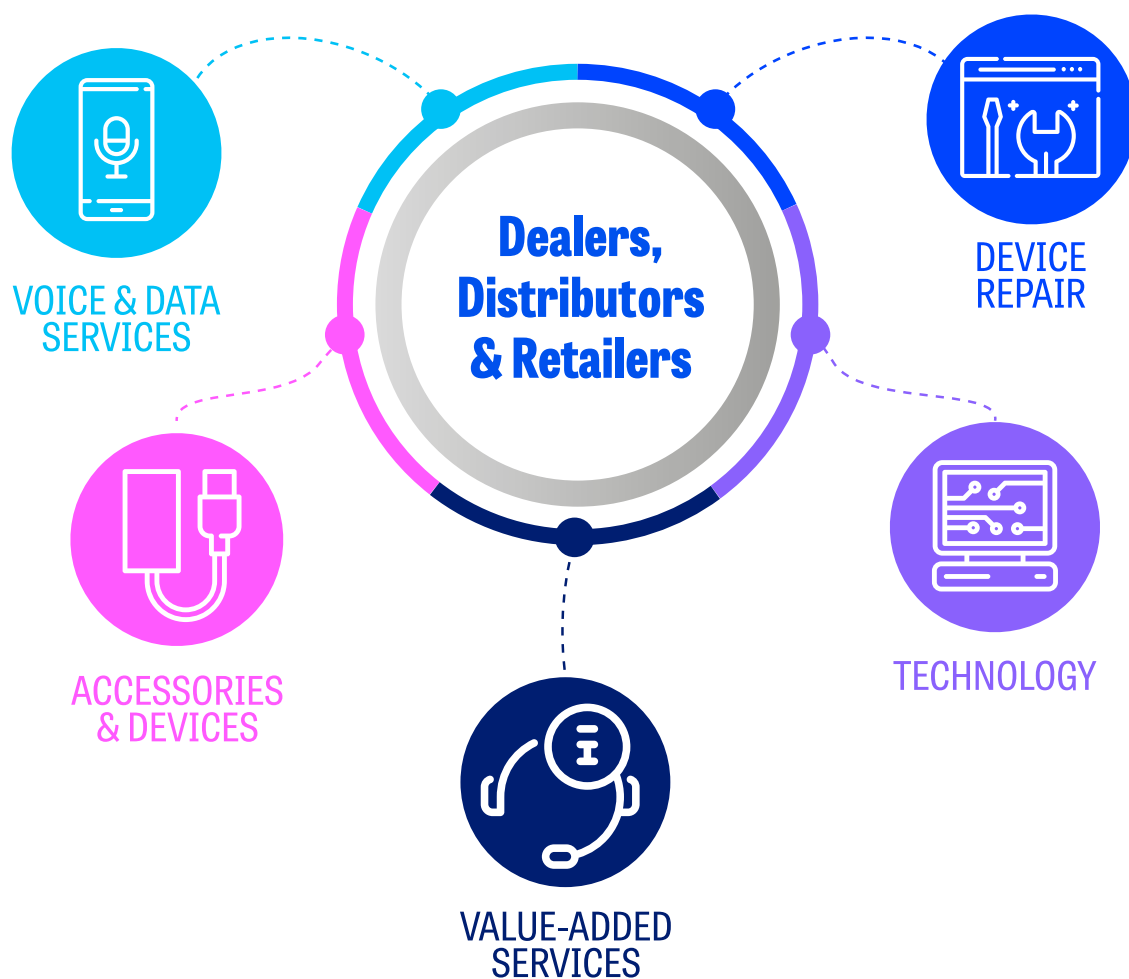 Dealers,
Distributors
& Retailers
VOICE & DATA
SERVICES
DEVICE
REPAIR
ACCESSORIES
& DEVICES
TECHNOLOGY
VALUE-ADDED
SERVICES